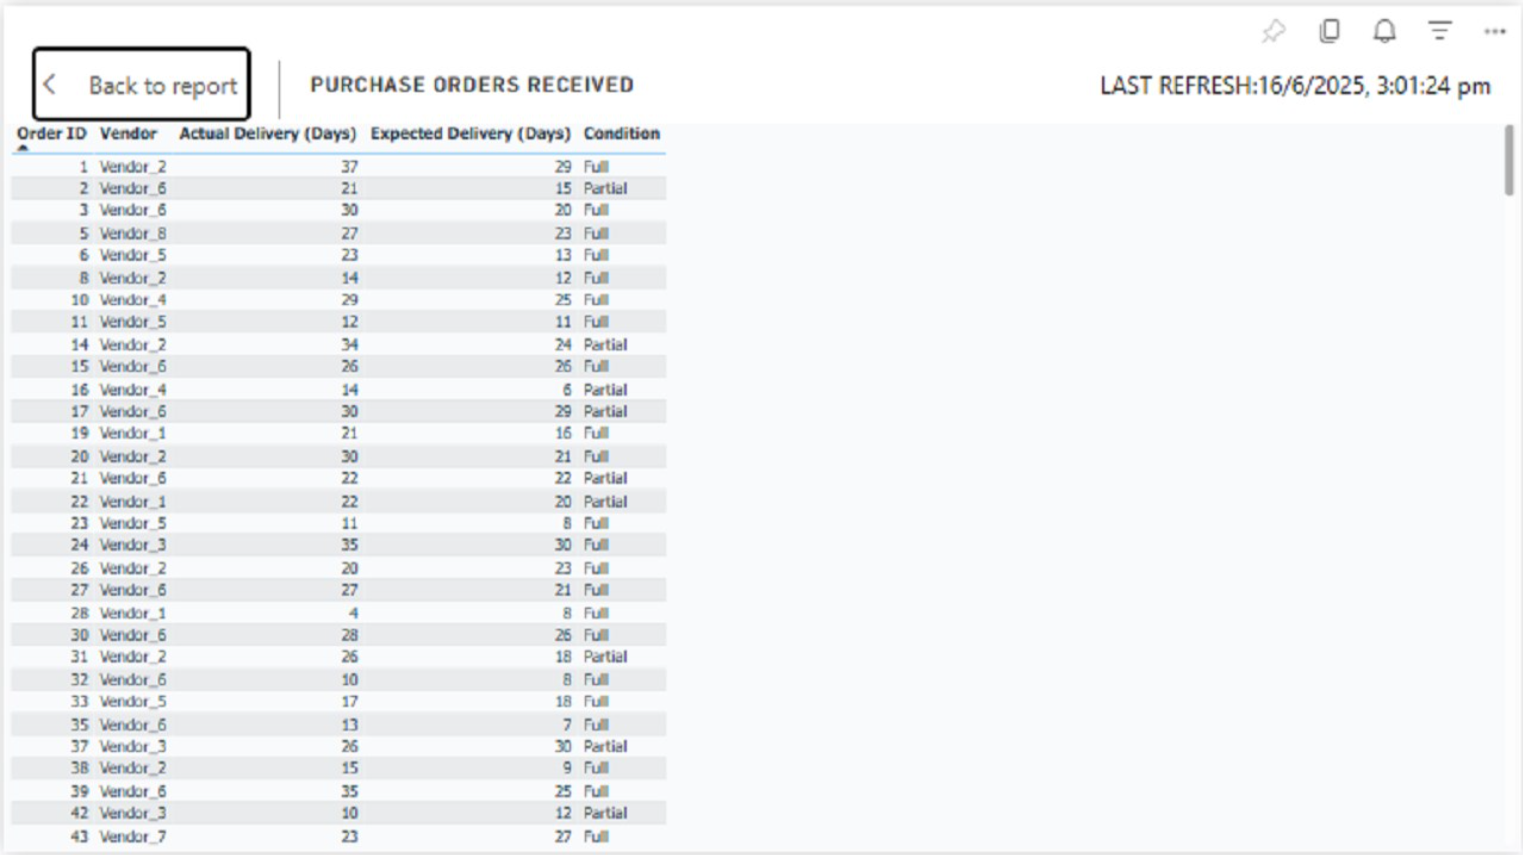 Back to report
PURCHASE ORDERS RECEIVED
LAST REFRESH:16/6/2025, 3:01:24 pm
Order ID Vendor Actual Delivery (Days) Expected Delivery (Days) Condition
1 Vendor_2 37 29 Full
2 Vendor_6 21 15 Partial
3 Vendor_6 30 20 Full
5 Vendor_8 27 23 Full
6 Vendor_5 23 13 Full
8 Vendor_2 14 12 Full
10 Vendor_4 29 25 Full
11 Vendor_5 12 11 Full
14 Vendor_2 34 24 Partial
15 Vendor_6 26 26 Full
16 Vendor_4 14 6 Partial
17 Vendor_6 30 29 Partial
19 Vendor_1 21 16 Full
20 Vendor_2 30 21 Full
21 Vendor_6 22 22 Partial
22 Vendor_1 22 20 Partial
23 Vendor_5 11 8 Full
24 Vendor_3 35 30 Full
26 Vendor_2 20 23 Full
27 Vendor_6 27 21 Full
28 Vendor_1 4 8 Full
30 Vendor_6 28 26 Full
31 Vendor_2 26 18 Partial
32 Vendor_6 10 8 Full
33 Vendor_5 17 18 Full
35 Vendor_6 13 7 Full
37 Vendor_3 26 30 Partial
38 Vendor_2 15 9 Full
39 Vendor_6 35 25 Full
42 Vendor_3 10 12 Partial
43 Vendor_7 23 27 Full